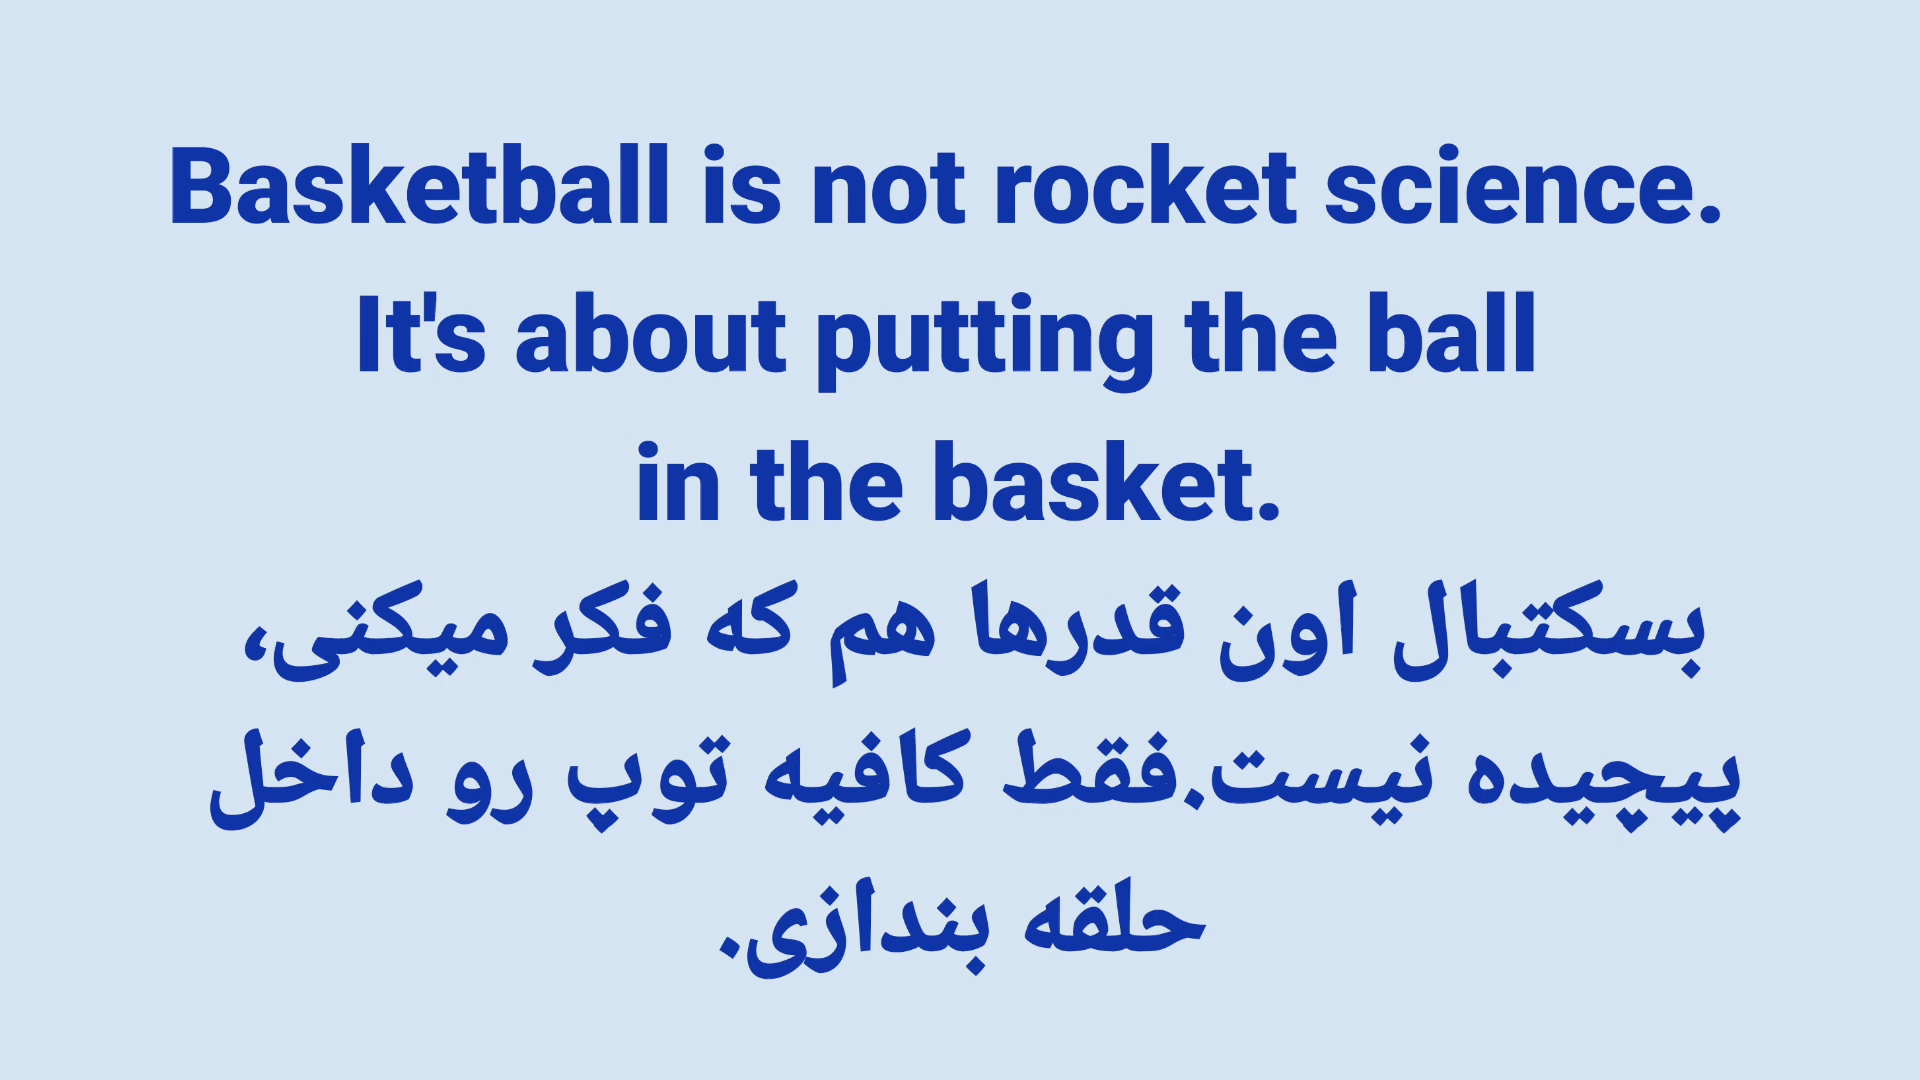 Basketball is not rocket science.
It's about putting the ball
in the basket.
بسکتبال اون قدرها هم که فکر میکنی،
پیچیده نیست.فقط کافیه توپ رو داخل
حلقه بندازی.